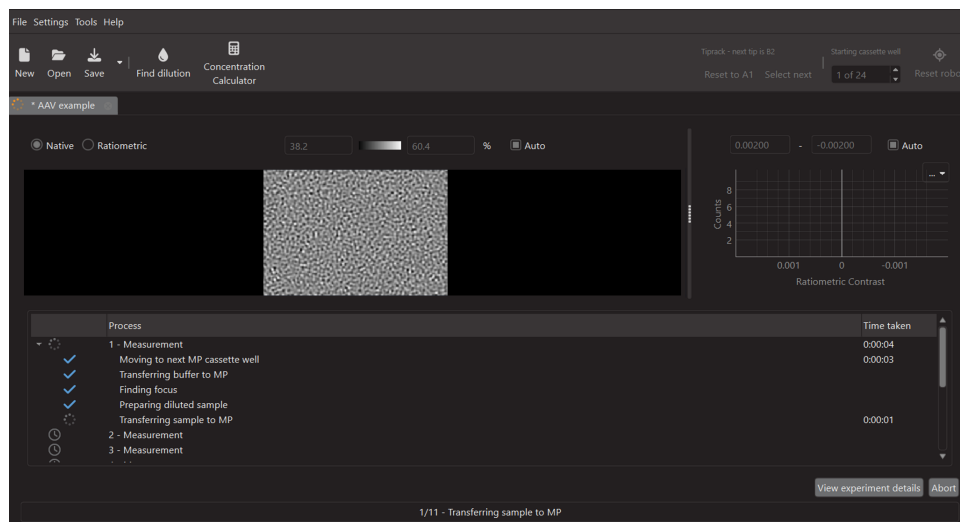 File Settings Tools Help
New Open Save Find dilution Concentration Calculator
Tiprack - next tip is B2
Reset to A1 Select next
Starting cassette well
1 of 24
Reset robo
* AAV example
Native Ratiometric 38.2 60.4 % Auto
0.00200 - -0.00200 Auto
...
Counts
8
6
4
2
0.001 0 -0.001
Ratiometric Contrast
Process Time taken
1 - Measurement 0:00:04
Moving to next MP cassette well 0:00:03
Transferring buffer to MP
Finding focus
Preparing diluted sample
Transferring sample to MP 0:00:01
2 - Measurement
3 - Measurement
View experiment details Abort
1/11 - Transferring sample to MP